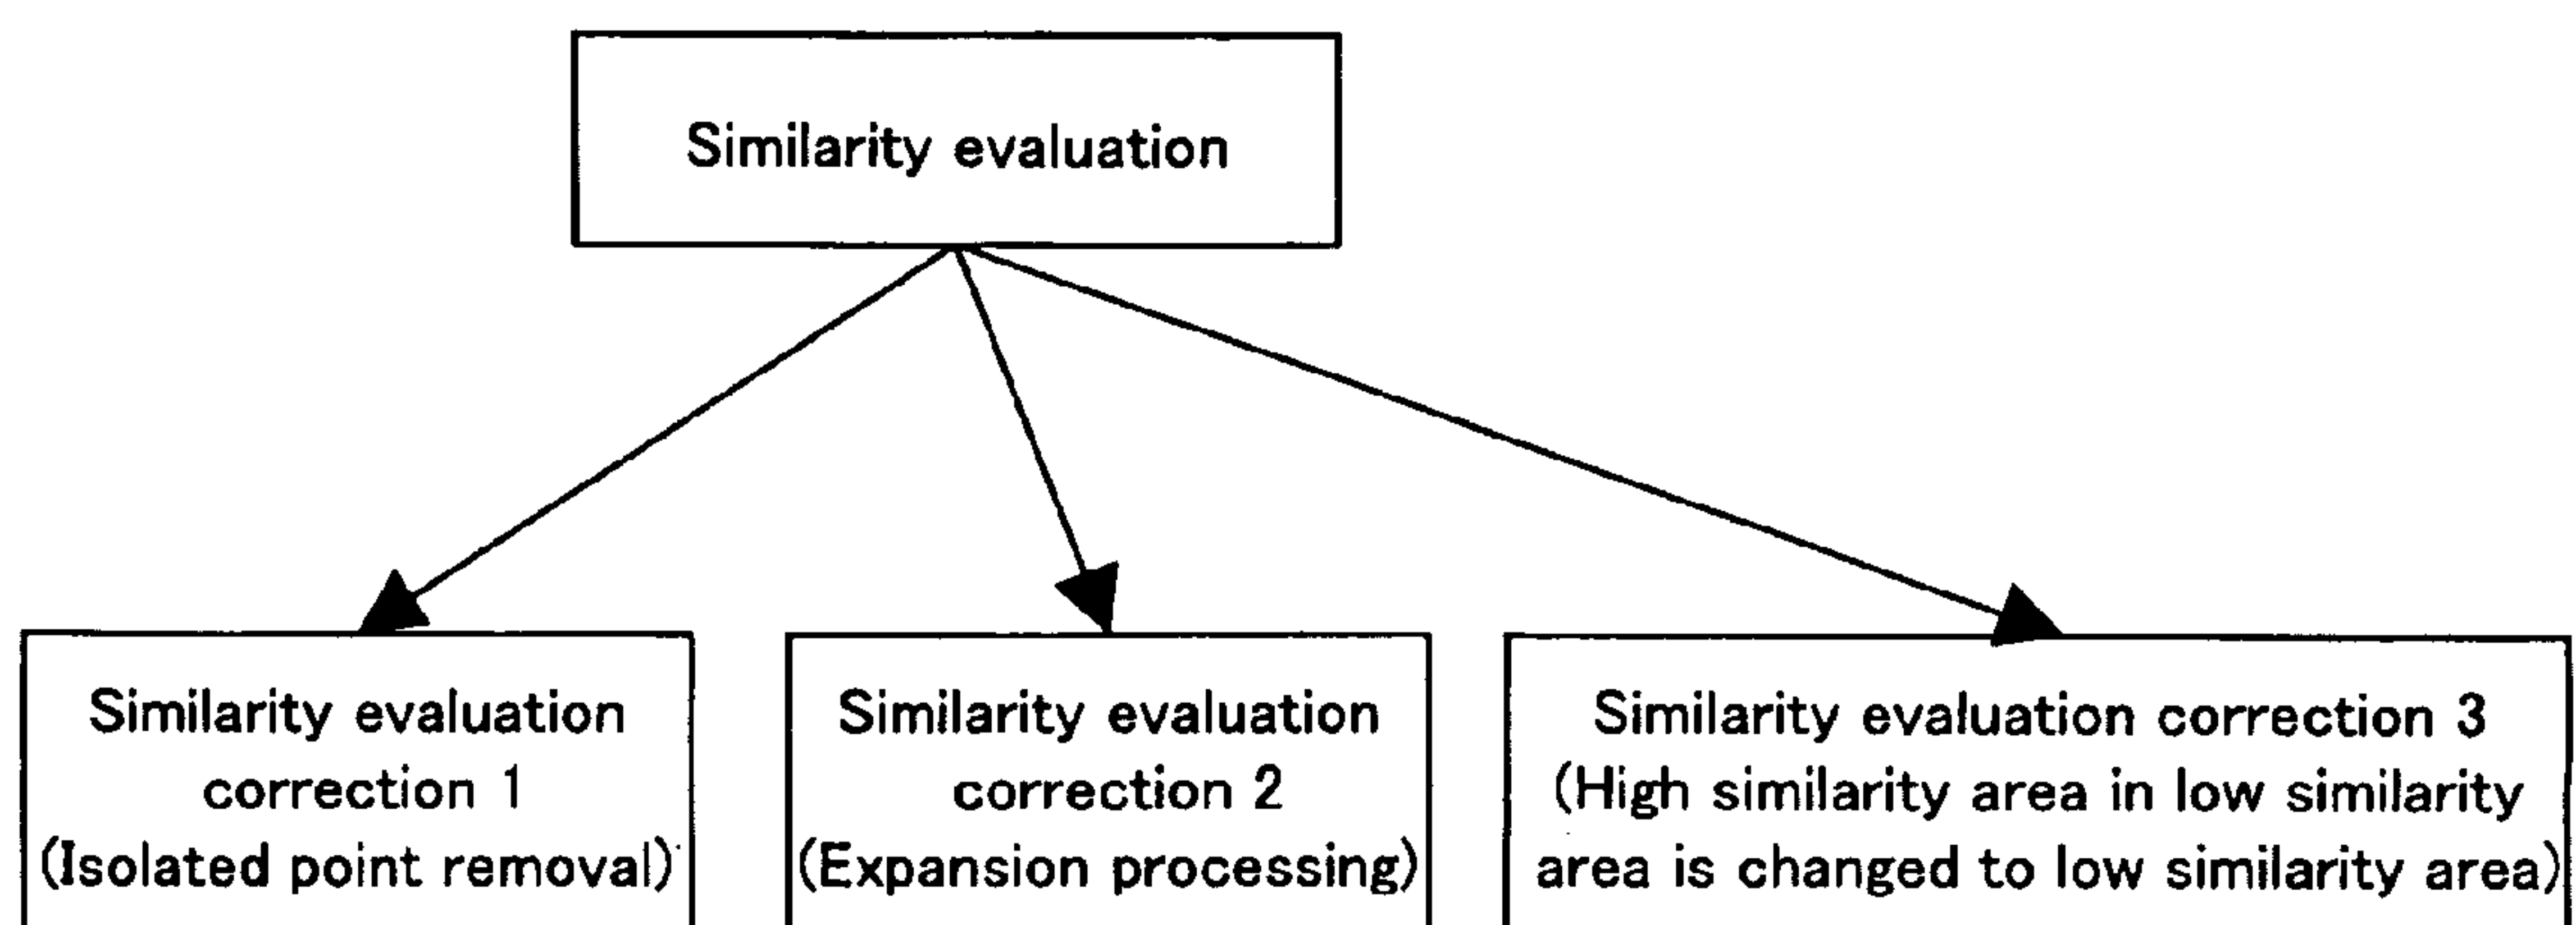 Similarity evaluation
Similarity evaluation
correction 1
(Isolated point removal)
Similarity evaluation
correction 2
(Expansion processing)
Similarity evaluation correction 3
(High similarity area in low similarity
area is changed to low similarity area)